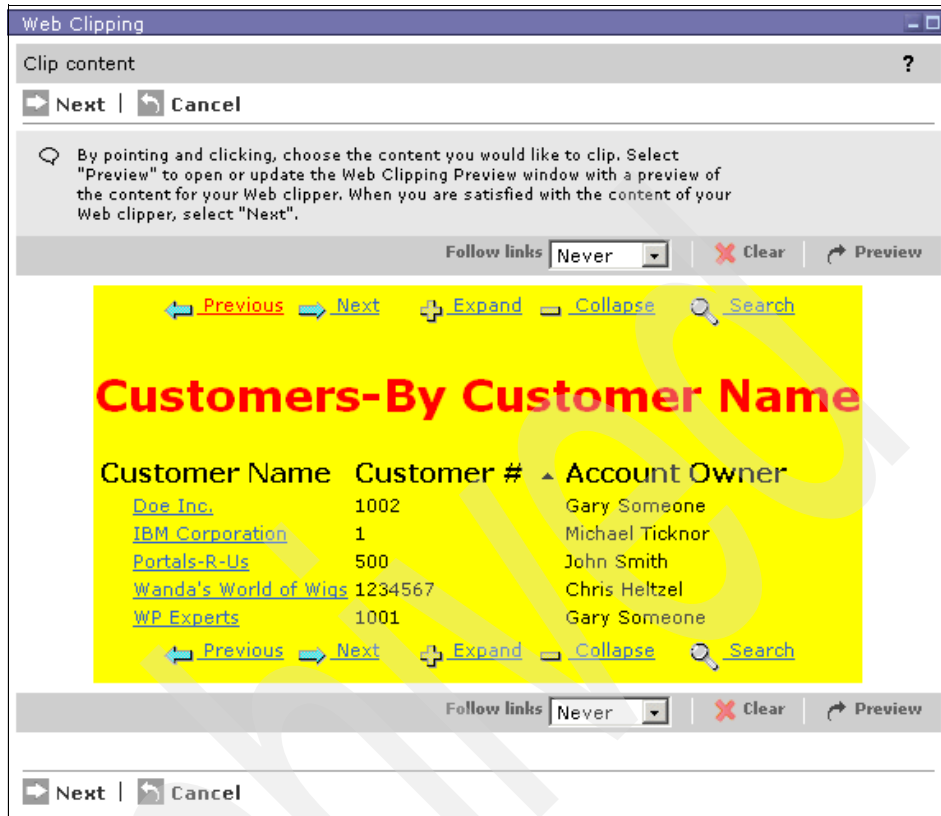 Web Clipping
Clip content ?
Next | Cancel
By pointing and clicking, choose the content you would like to clip. Select
"Preview" to open or update the Web Clipping Preview window with a preview of
the content for your Web clipper. When you are satisfied with the content of your
Web clipper, select "Next".
Follow links Never Clear Preview
Previous Next Expand Collapse Search
Customers-By Customer Name
Customer Name Customer # Account Owner
Doe Inc. 1002 Gary Someone
IBM Corporation 1 Michael Ticknor
Portals-R-Us 500 John Smith
Wanda's World of Wigs 1234567 Chris Heltzel
WP Experts 1001 Gary Someone
Previous Next Expand Collapse Search
Follow links Never Clear Preview
Next | Cancel